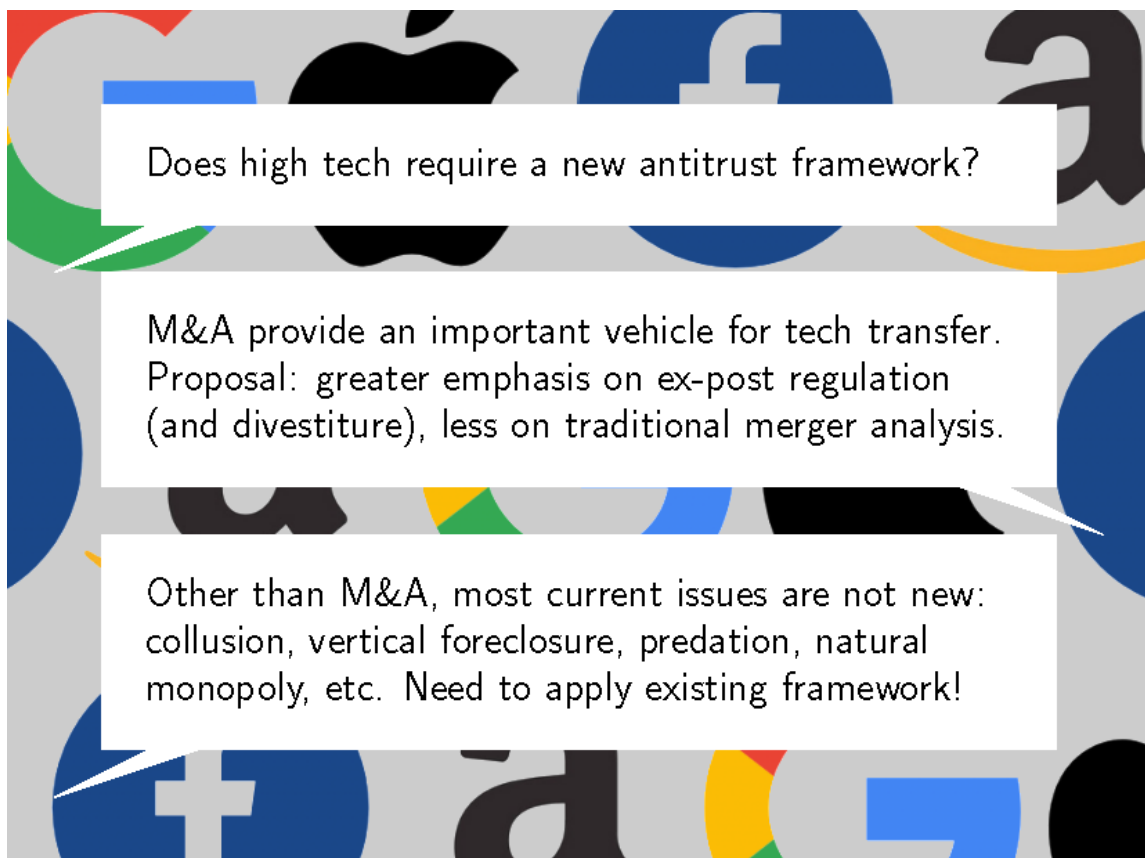 Does high tech require a new antitrust framework?
M&A provide an important vehicle for tech transfer.
Proposal: greater emphasis on ex-post regulation
(and divestiture), less on traditional merger analysis.
Other than M&A, most current issues are not new:
collusion, vertical foreclosure, predation, natural
monopoly, etc. Need to apply existing framework!